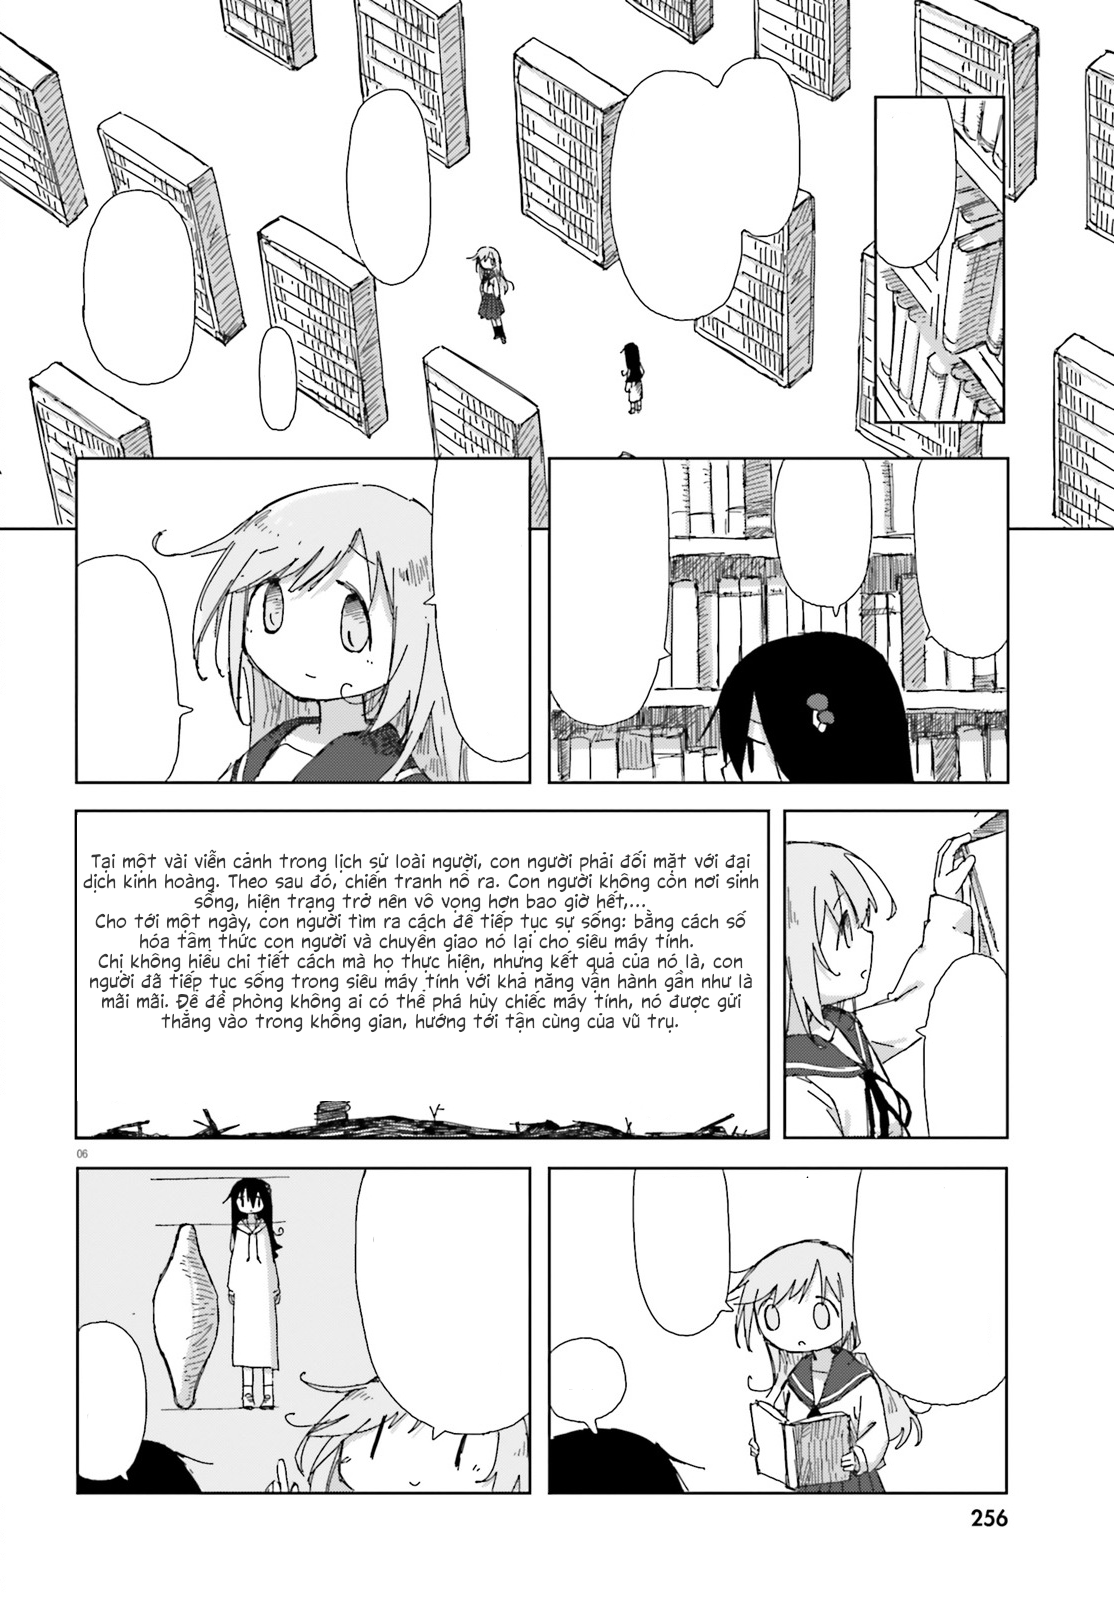 Tại một vài viễn cảnh trong lịch sử loài người, con người phải đối mặt với đại
dịch kinh hoàng. Theo sau đó, chiến tranh nổ ra. Con người không còn nơi sinh
sống, hiện trạng trở nên vô vọng hơn bao giờ hết,...
Cho tới một ngày, con người tìm ra cách để tiếp tục sự sống: bằng cách số
hóa tâm thức con người và chuyển giao nó lại cho siêu máy tính.
Chi không hiểu chi tiết cách mà họ thực hiện, nhưng kết quả của nó là, con
người đã tiếp tục sống trong siêu máy tính với khả năng vận hành gần như là
mãi mãi. Để đề phòng không ai có thể phá hủy chiếc máy tính, nó được gửi
thẳng vào trong không gian, hướng tới tận cùng của vũ trụ.
06
256